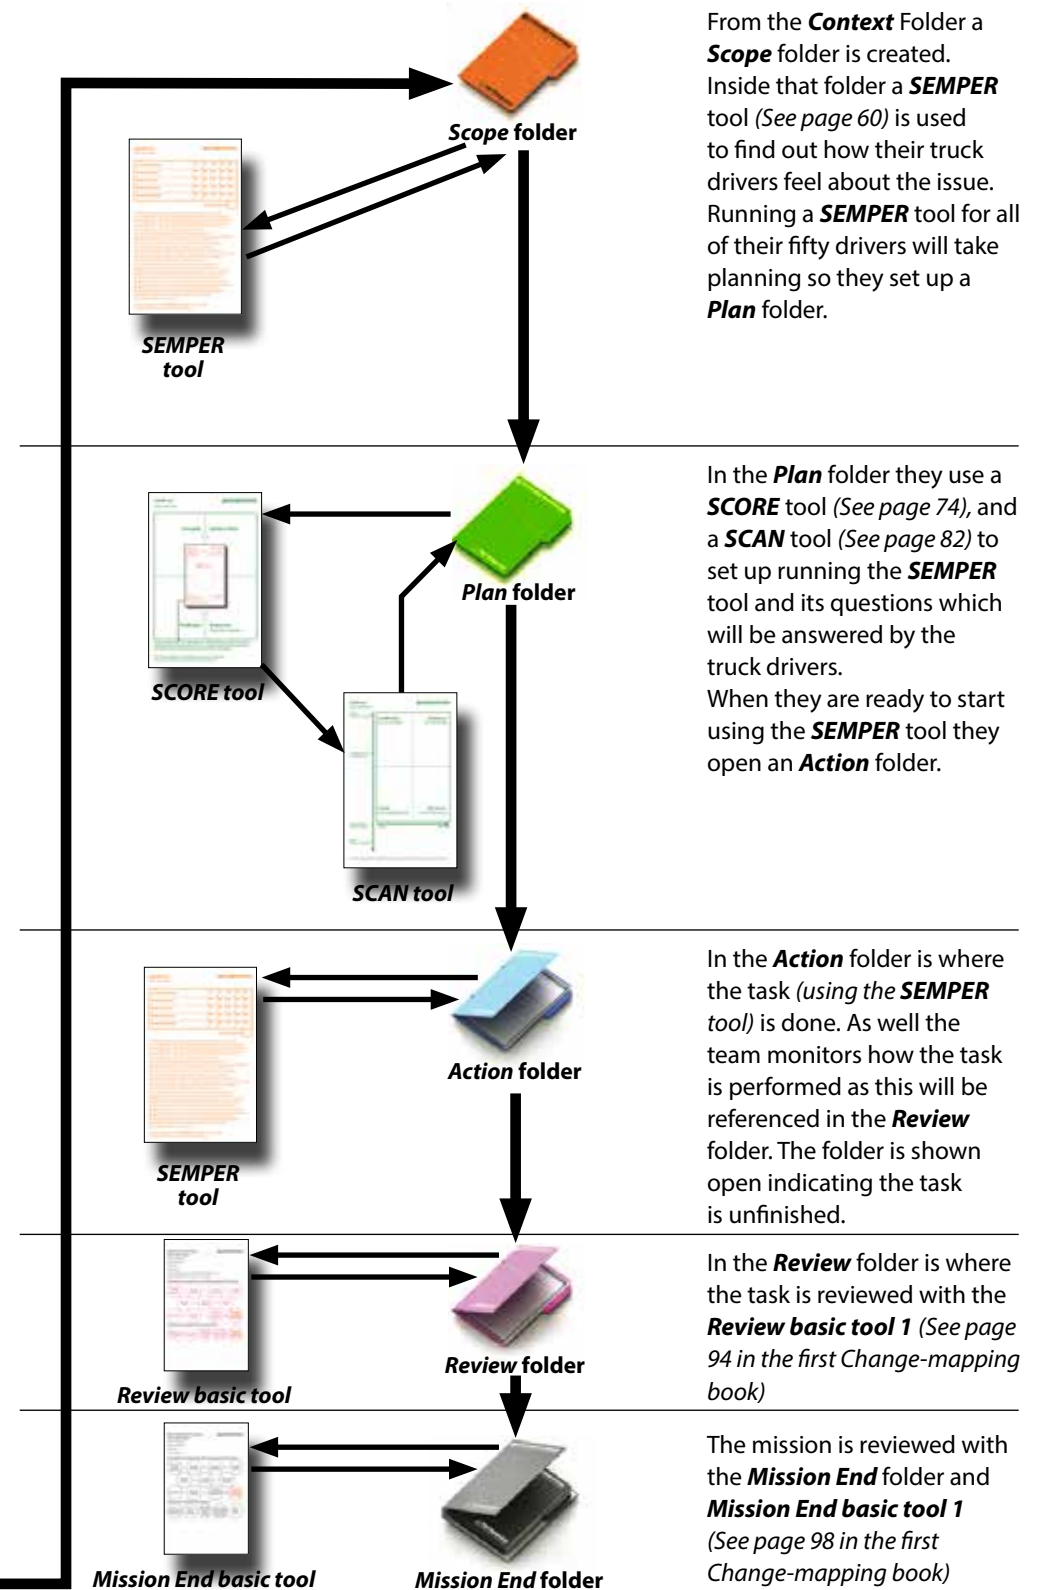 From the Context Folder a
Scope folder is created.
Inside that folder a SEMPER
tool (See page 60) is used
to find out how their truck
drivers feel about the issue.
Running a SEMPER tool for all
of their fifty drivers will take
planning so they set up a
Plan folder.
Scope folder
SEMPER
tool
In the Plan folder they use a
SCORE tool (See page 74), and
a SCAN tool (See page 82) to
set up running the SEMPER
tool and its questions which
will be answered by the
truck drivers.
When they are ready to start
using the SEMPER tool they
open an Action folder.
Plan folder
SCORE tool
SCAN tool
In the Action folder is where
the task (using the SEMPER
tool) is done. As well the
team monitors how the task
is performed as this will be
referenced in the Review
folder. The folder is shown
open indicating the task
is unfinished.
Action folder
SEMPER
tool
In the Review folder is where
the task is reviewed with the
Review basic tool 1 (See page
94 in the first Change-mapping
book)
Review folder
Review basic tool
The mission is reviewed with
the Mission End folder and
Mission End basic tool 1
(See page 98 in the first
Change-mapping book)
Mission End basic tool
Mission End folder